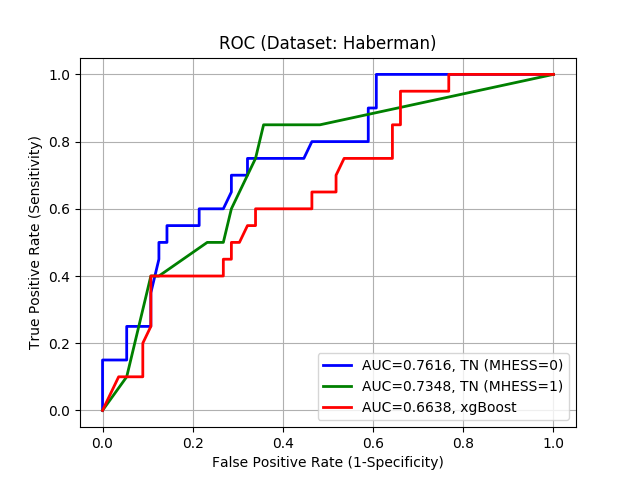 ROC (Dataset: Haberman)
1.0
0.8
0.6
0.4
0.2
0.0
True Positive Rate (Sensitivity)
AUC=0.7616, TN (MHESS=0)
AUC=0.7348, TN (MHESS=1)
AUC=0.6638, xgBoost
0.0 0.2 0.4 0.6 0.8 1.0
False Positive Rate (1-Specificity)